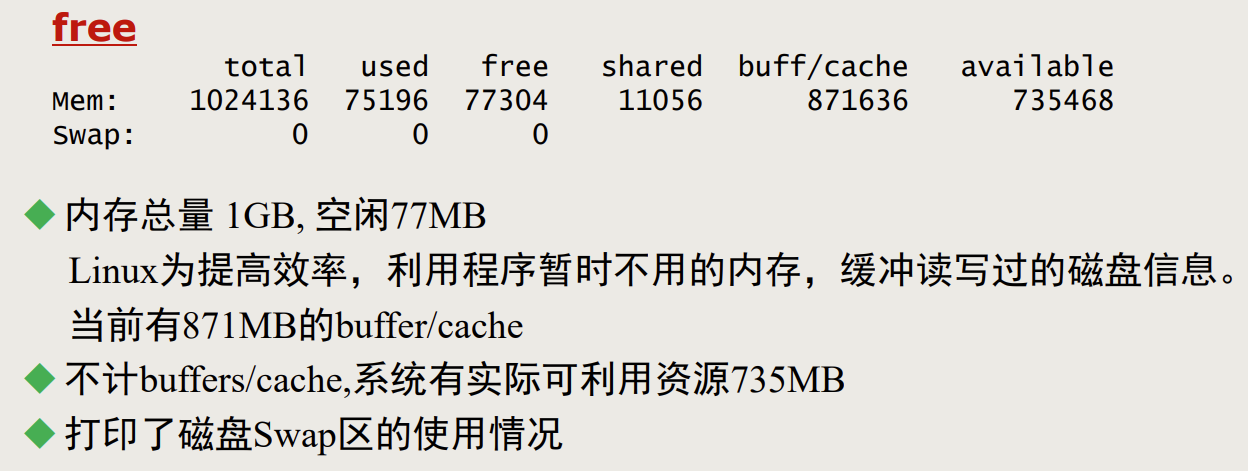 free
total used free shared buff/cache available
Mem: 1024136 75196 77304 11056 871636 735468
Swap: 0 0 0
内存总量 1GB, 空闲77MB
Linux为提高效率，利用程序暂时不用的内存，缓冲读写过的磁盘信息。
当前有871MB的buffer/cache
不计buffers/cache,系统有实际可利用资源735MB
打印了磁盘Swap区的使用情况